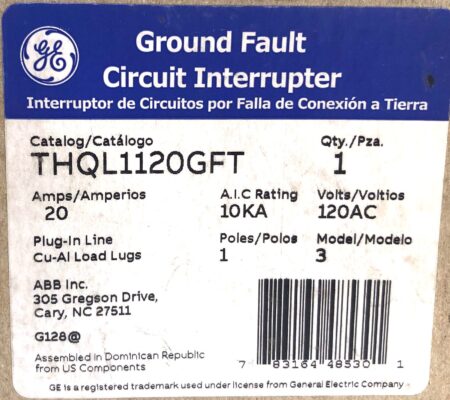 GE
Ground Fault
Circuit Interrupter
Interruptor de Circuitos por Falla de Conexión a Tierra
Catalog/Catálogo Qty./Pza.
THQL1120GFT 1
Amps/Amperios A.I.C Rating Volts/Voltios
20 10KA 120AC
Plug-In Line Poles/Polos Model/Modelo
Cu-Al Load Lugs 1 3
ABB Inc.
305 Gregson Drive,
Cary, NC 27511
G128@
Assembled in Dominican Republic
from US Components
7 83164 48530 1
GE is a registered trademark used under license from General Electric Company